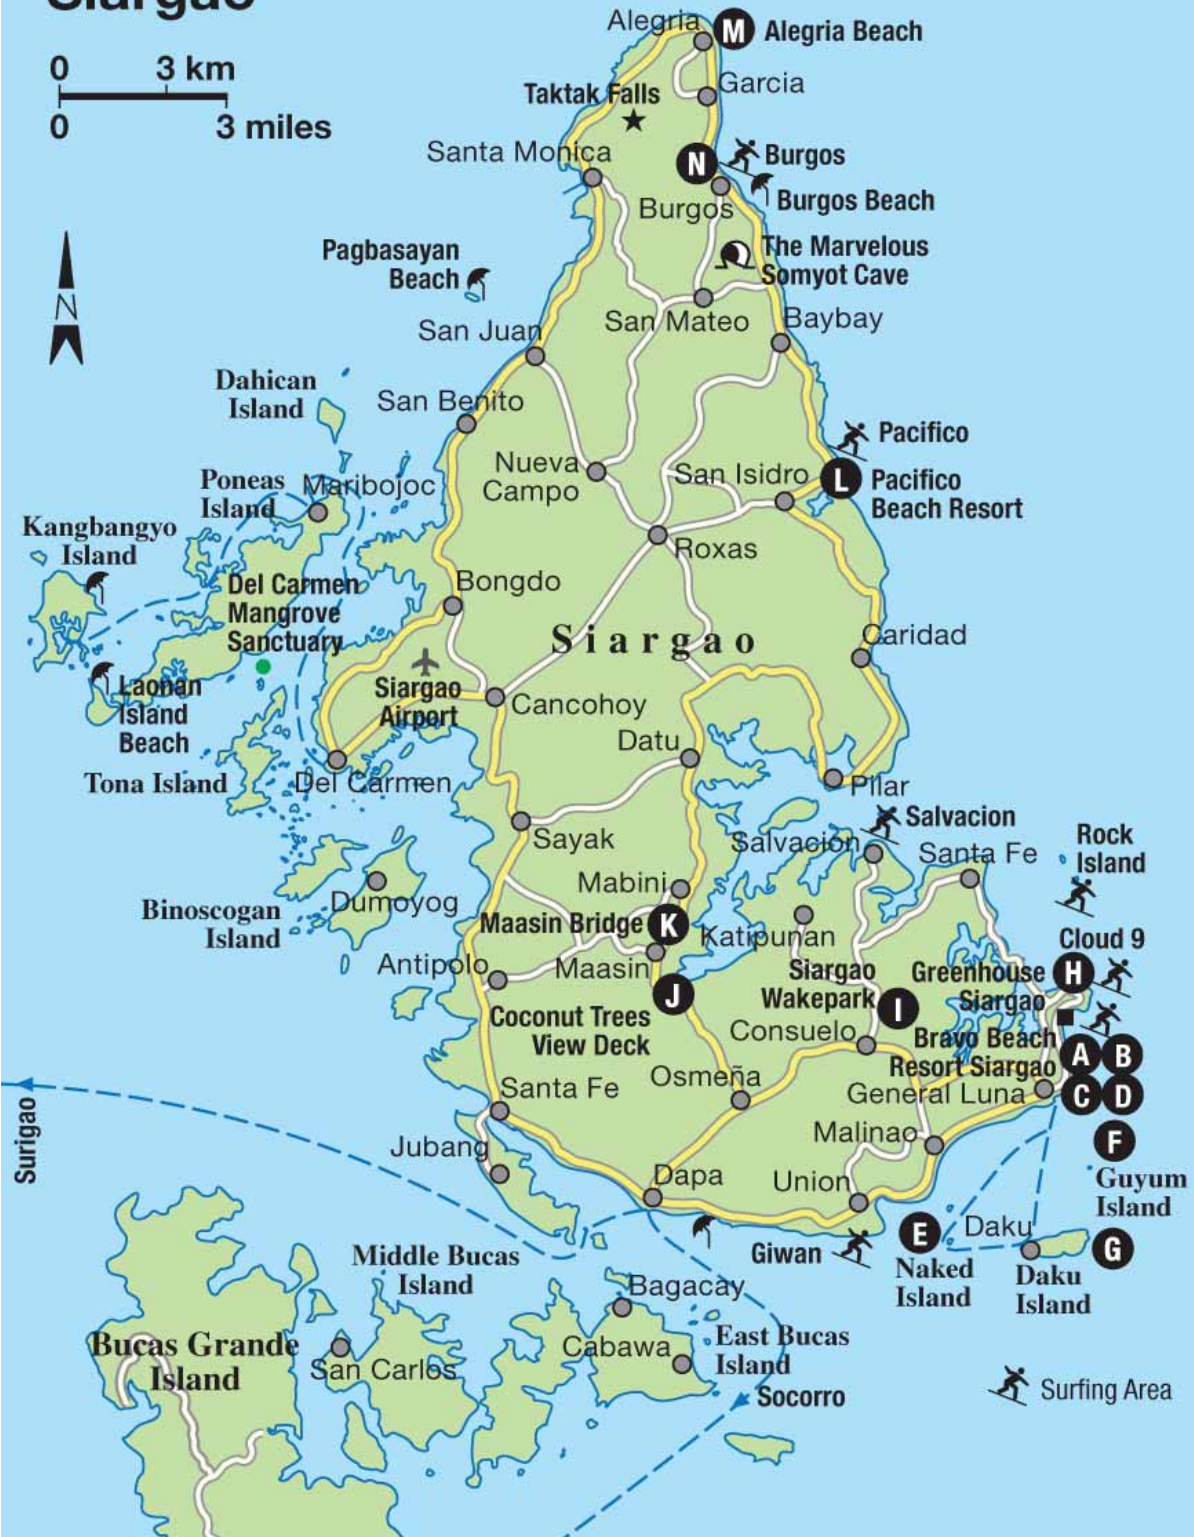 Siargao
Alegria
M
Alegria Beach
0 3 km
0 3 miles
Garcia
Taktak Falls
Santa Monica
N
Burgos
Burgos Beach
Burgos
The Marvelous
Somyot Cave
Pagbasayan
Beach
N
San Mateo
Baybay
San Juan
Dahican
Island
San Benito
Pacifico
Nueva
Campo
San Isidro
L
Pacifico
Beach Resort
Poneas
Island
Maribojoc
Kangbangyo
Island
Roxas
Del Carmen
Mangrove
Sanctuary
Bongdo
Siargao
Caridad
Laonan
Island
Beach
Siargao
Airport
Cancohoy
Datu
Tona Island
Del Carmen
Pilar
Sayak
Salvacion
Salvacion
Santa Fe
Rock
Island
Mabini
Dumoyog
Binoscogan
Island
Maasin Bridge
K
Katipunan
Cloud 9
Antipolo
Maasin
Siargao
Wakepark
I
Greenhouse
Siargao
H
J
Coconut Trees
View Deck
Consuelo
Bravo Beach
Resort Siargao
A B
C D
Santa Fe
Osmeña
General Luna
Surigao
Malinao
F
Guyum
Island
Jubang
Dapa
Union
E
Naked
Island
Daku
G
Daku
Island
Giwan
Middle Bucas
Island
Bagacay
Bucas Grande
Island
San Carlos
Cabawa
East Bucas
Island
Socorro
Surfing Area